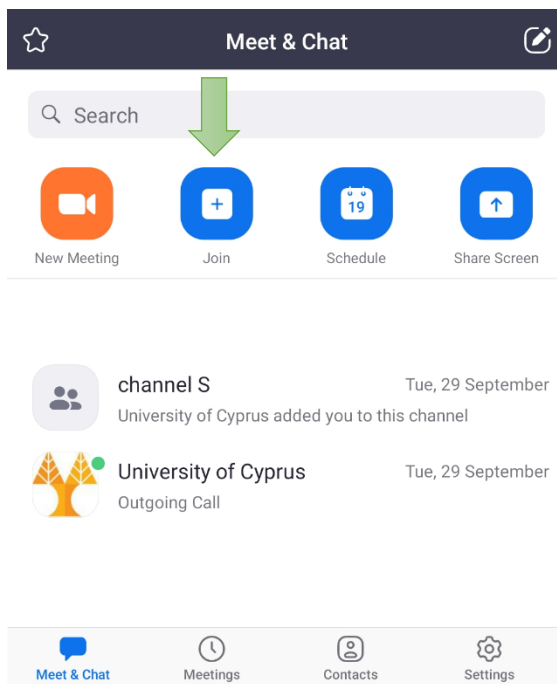 Meet & Chat
Search
19
New Meeting
Join
Schedule
Share Screen
channel S
Tue, 29 September
University of Cyprus added you to this channel
University of Cyprus
Tue, 29 September
Outgoing Call
Meet & Chat
Meetings
Contacts
Settings